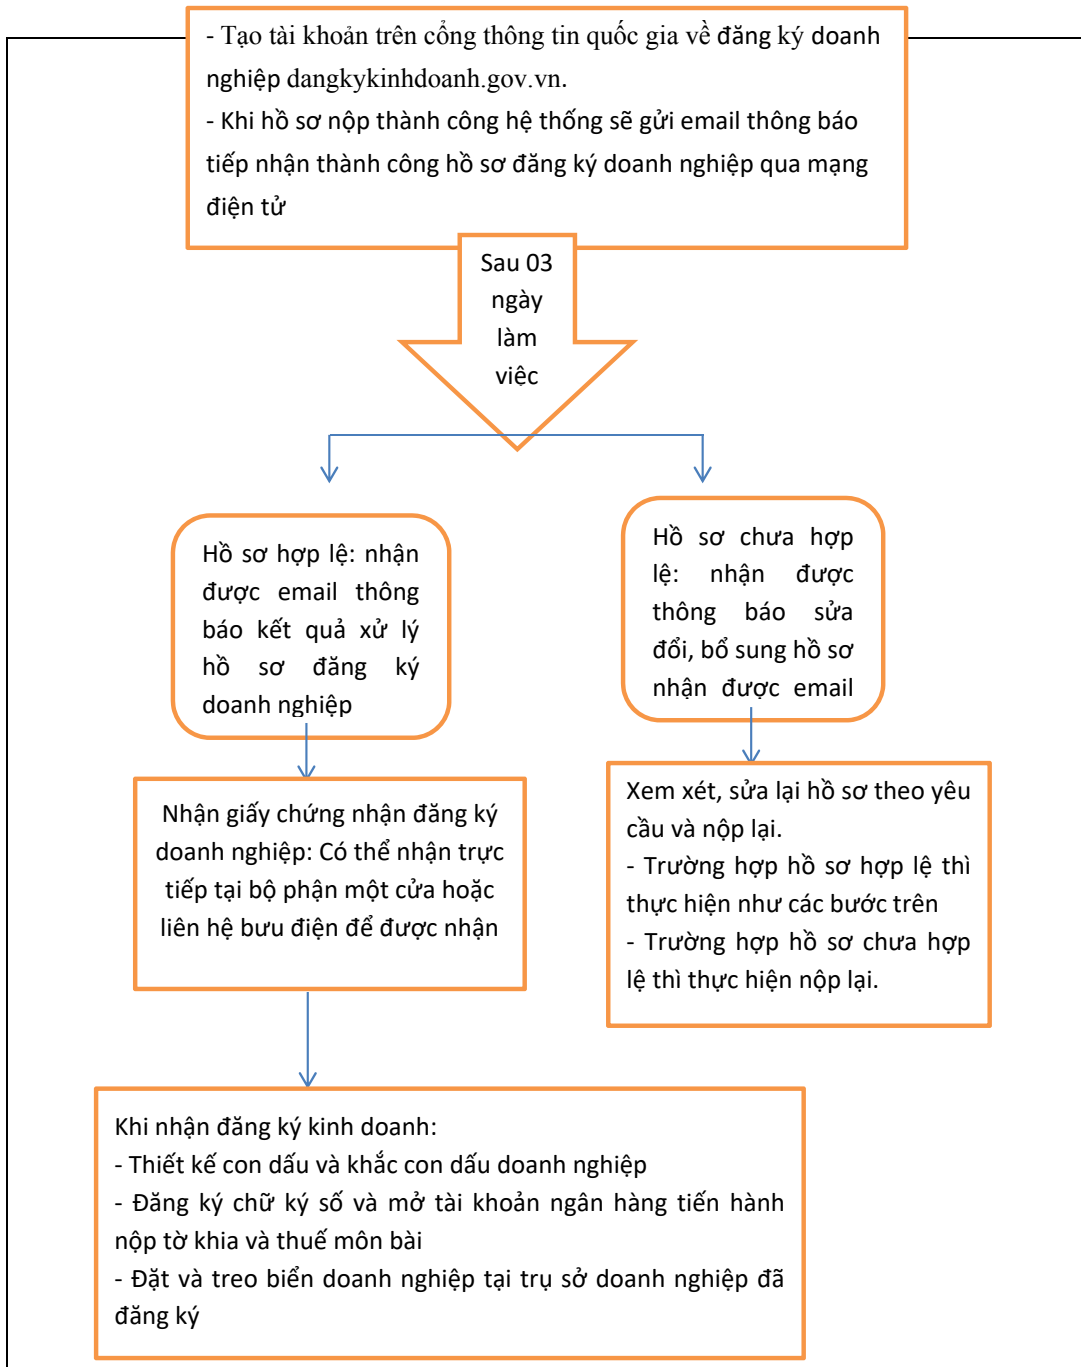 - Tạo tài khoản trên cổng thông tin quốc gia về đăng ký doanh
nghiệp dangkykinhdoanh.gov.vn.
- Khi hồ sơ nộp thành công hệ thống sẽ gửi email thông báo
tiếp nhận thành công hồ sơ đăng ký doanh nghiệp qua mạng
điện tử
Sau 03
ngày
làm
việc
Hồ sơ hợp lệ: nhận
được email thông
báo kết quả xử lý
hồ sơ đăng ký
doanh nghiệp
Hồ sơ chưa hợp
lệ: nhận được
thông báo sửa
đổi, bổ sung hồ sơ
nhận được email
Nhận giấy chứng nhận đăng ký
doanh nghiệp: Có thể nhận trực
tiếp tại bộ phận một cửa hoặc
liên hệ bưu điện để được nhận
Xem xét, sửa lại hồ sơ theo yêu
cầu và nộp lại.
- Trường hợp hồ sơ hợp lệ thì
thực hiện như các bước trên
- Trường hợp hồ sơ chưa hợp
lệ thì thực hiện nộp lại.
Khi nhận đăng ký kinh doanh:
- Thiết kế con dấu và khắc con dấu doanh nghiệp
- Đăng ký chữ ký số và mở tài khoản ngân hàng tiến hành
nộp tờ khia và thuế môn bài
- Đặt và treo biển doanh nghiệp tại trụ sở doanh nghiệp đã
đăng ký